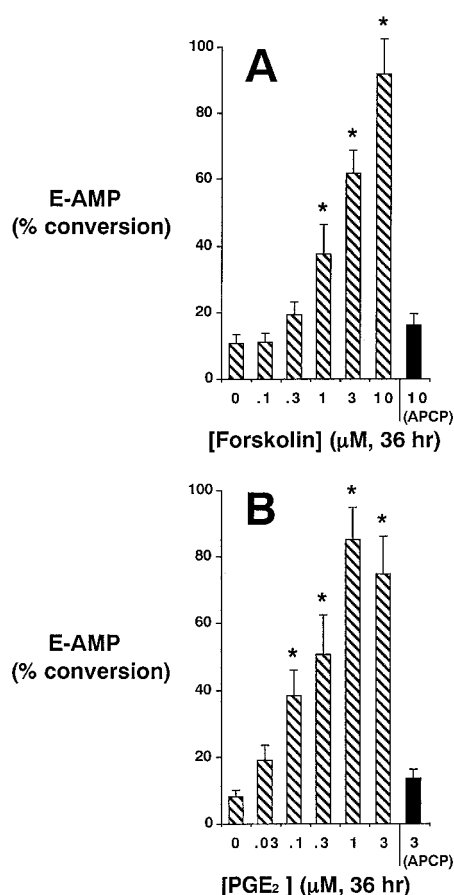 A
100
80
60
40
20
0
E-AMP
(% conversion)
* * *
0 .1 .3 1 3 10 10
(APCP)
[Forskolin] (µM, 36 hr)
B
100
80
60
40
20
0
E-AMP
(% conversion)
* * * *
0 .03 .1 .3 1 3 3
(APCP)
[PGE₂ ] (µM, 36 hr)